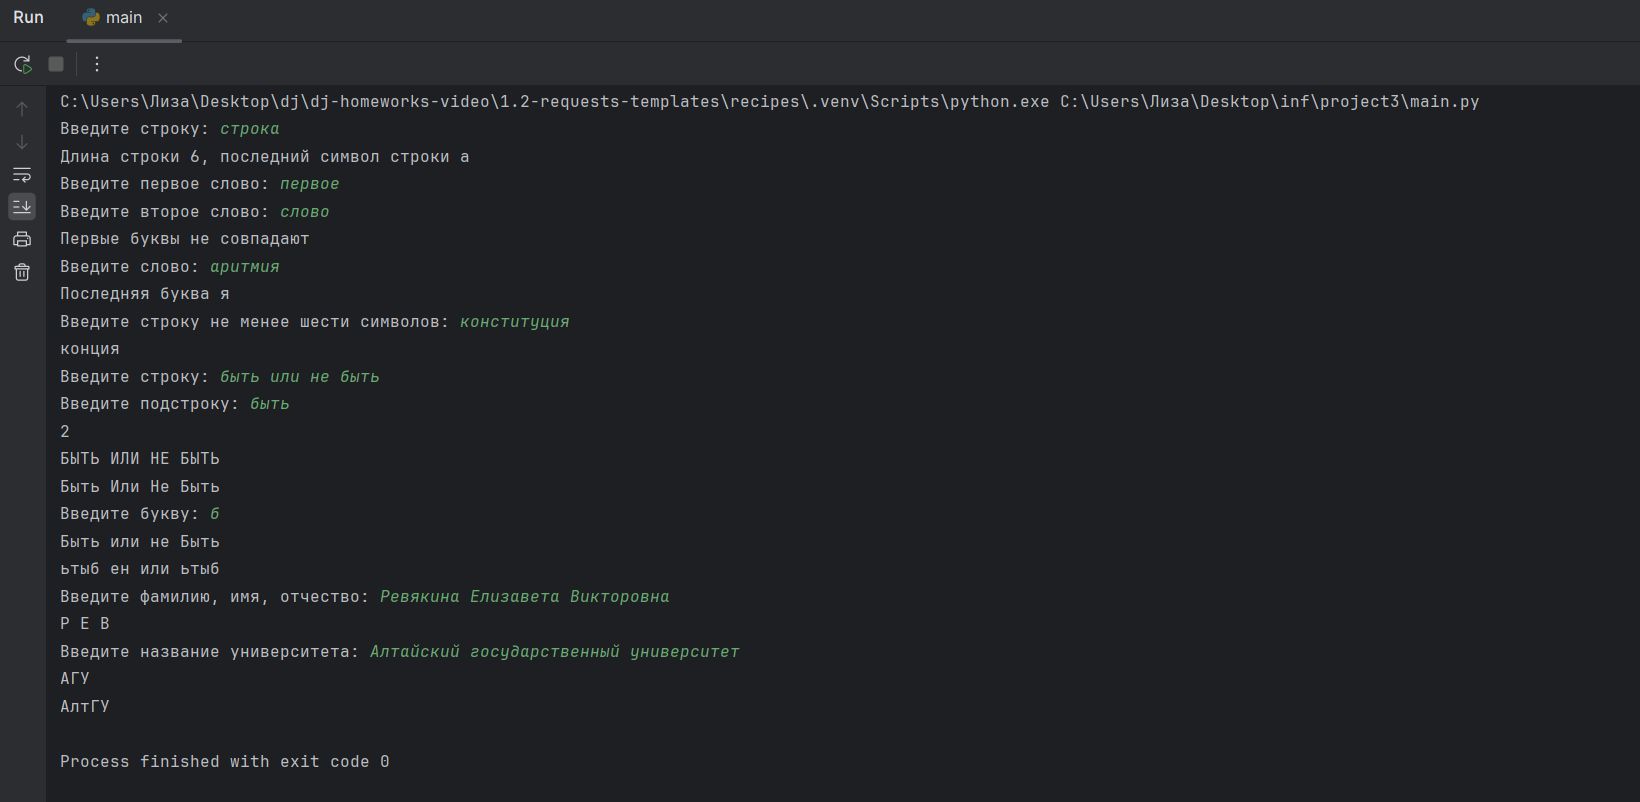 Run main
C:\Users\Лиза\Desktop\dj\dj-homeworks-video\1.2-requests-templates\recipes\.venv\Scripts\python.exe C:\Users\Лиза\Desktop\inf\project3\main.py
Введите строку: строка
Длина строки 6, последний символ строки а
Введите первое слово: первое
Введите второе слово: слово
Первые буквы не совпадают
Введите слово: аритмия
Последняя буква я
Введите строку не менее шести символов: конституция
конция
Введите строку: быть или не быть
Введите подстроку: быть
2
БЫТЬ ИЛИ НЕ БЫТЬ
Быть Или Не Быть
Введите букву: б
Быть или не Быть
ьтыб ен или ьтыб
Введите фамилию, имя, отчество: Ревякина Елизавета Викторовна
Р Е В
Введите название университета: Алтайский государственный университет
АГУ
АлтГУ
Process finished with exit code 0